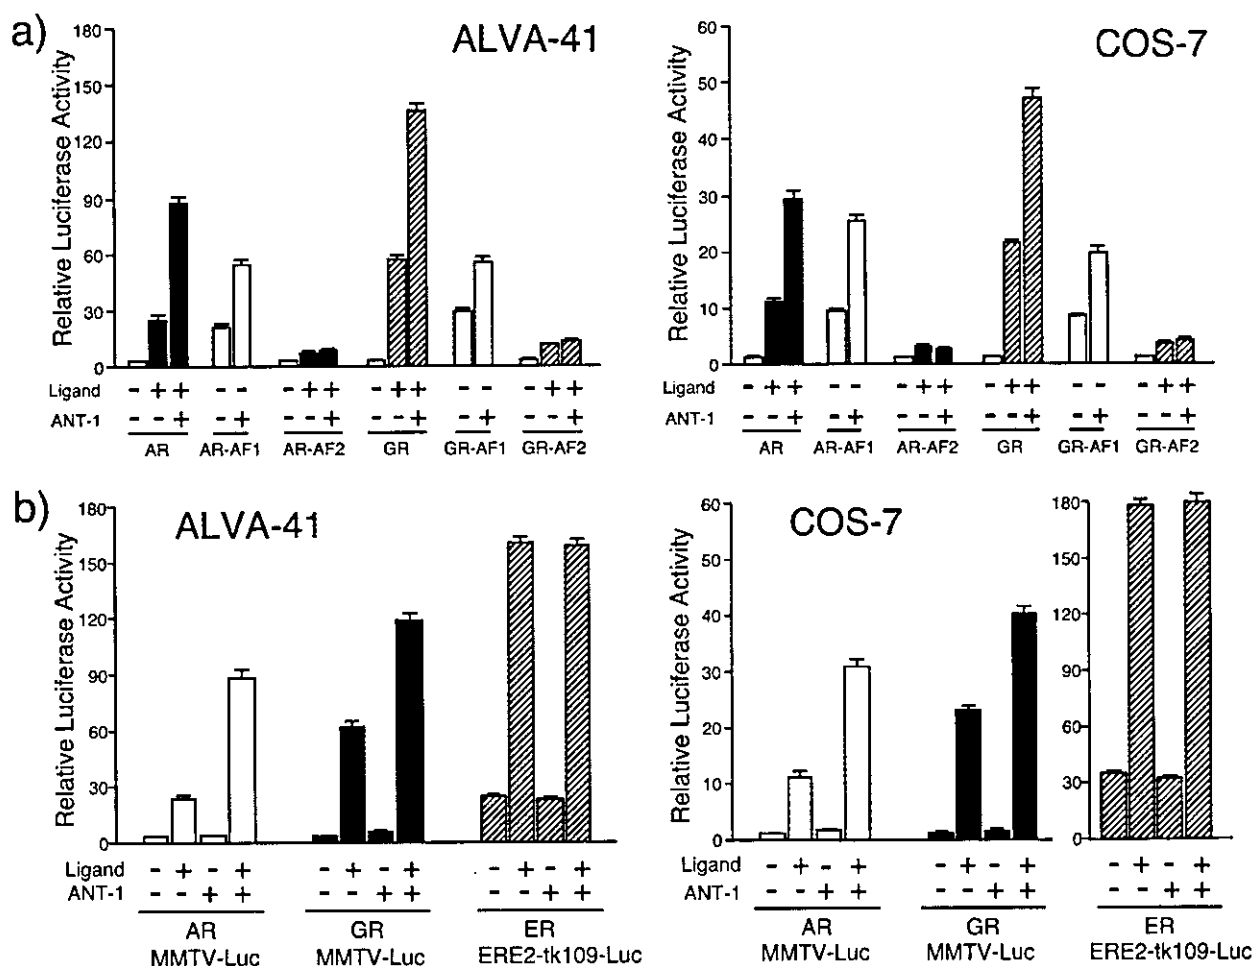 a)
ALVA-41
Relative Luciferase Activity
180
150
120
90
60
30
0
Ligand - + + - - - + + - + + - - - + +
ANT-1 - - + - + - - + - - + - + - - +
AR AR-AF1 AR-AF2 GR GR-AF1 GR-AF2
COS-7
Relative Luciferase Activity
60
50
40
30
20
10
0
Ligand - + + - - - + + - + + - - - + +
ANT-1 - - + - + - - + - - + - + - - +
AR AR-AF1 AR-AF2 GR GR-AF1 GR-AF2
b)
ALVA-41
Relative Luciferase Activity
180
150
120
90
60
30
0
Ligand - + - + - + - + - + - +
ANT-1 - - + + - - + + - - + +
AR GR ER
MMTV-Luc MMTV-Luc ERE2-tk109-Luc
COS-7
Relative Luciferase Activity
60
50
40
30
20
10
0
180
150
120
90
60
30
0
Ligand - + - + - + - + - + - +
ANT-1 - - + + - - + + - - + +
AR GR ER
MMTV-Luc MMTV-Luc ERE2-tk109-Luc